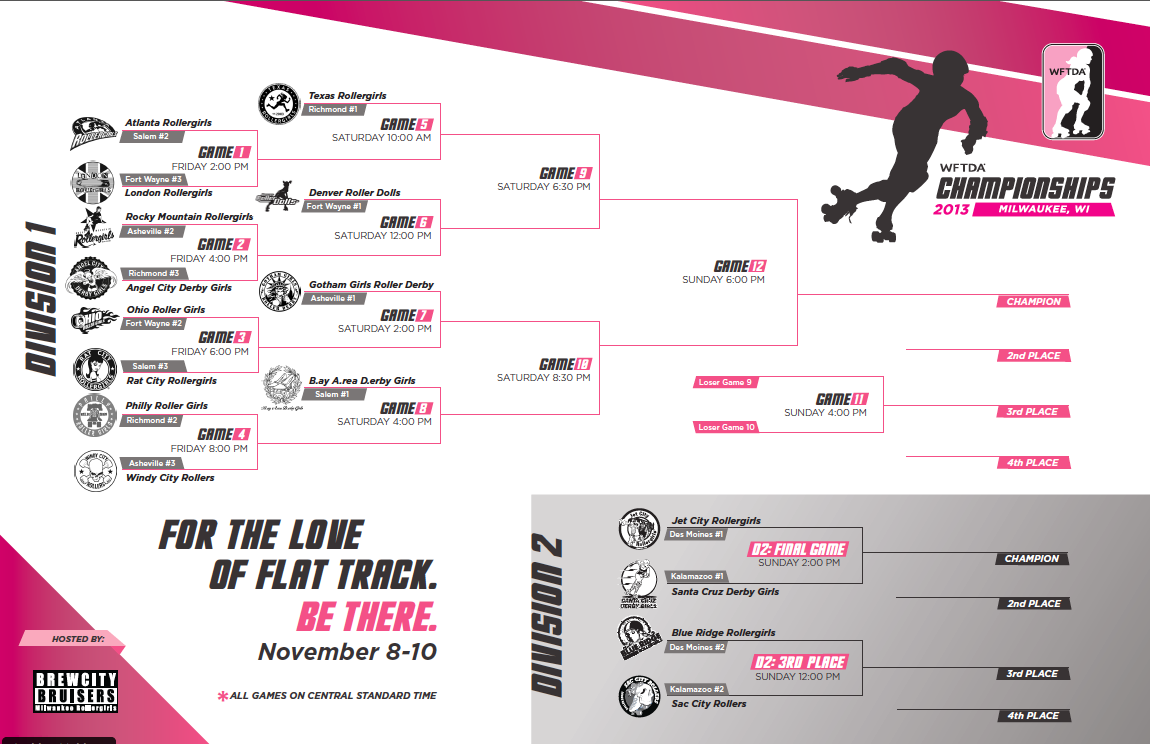 WFTDA
WFTDA
CHAMPIONSHIPS
2013 MILWAUKEE, WI
DIVISION 1
Atlanta Rollergirls
Salem #2
GAME 1
FRIDAY 2:00 PM
Fort Wayne #3
London Rollergirls
Rocky Mountain Rollergirls
Asheville #2
GAME 2
FRIDAY 4:00 PM
Richmond #3
Angel City Derby Girls
Ohio Roller Girls
Fort Wayne #2
GAME 3
FRIDAY 6:00 PM
Salem #3
Rat City Rollergirls
Philly Roller Girls
Richmond #2
GAME 4
FRIDAY 8:00 PM
Asheville #3
Windy City Rollers
Texas Rollergirls
Richmond #1
GAME 5
SATURDAY 10:00 AM
Denver Roller Dolls
Fort Wayne #1
GAME 6
SATURDAY 12:00 PM
Gotham Girls Roller Derby
Asheville #1
GAME 7
SATURDAY 2:00 PM
B.ay A.rea D.erby Girls
Salem #1
GAME 8
SATURDAY 4:00 PM
GAME 9
SATURDAY 6:30 PM
GAME 10
SATURDAY 8:30 PM
GAME 12
SUNDAY 6:00 PM
CHAMPION
2nd PLACE
Loser Game 9
GAME 11
SUNDAY 4:00 PM
Loser Game 10
3rd PLACE
4th PLACE
FOR THE LOVE
OF FLAT TRACK.
BE THERE.
November 8-10
*ALL GAMES ON CENTRAL STANDARD TIME
HOSTED BY:
BREWCITY
BRUISERS
Milwaukee Rollergirls
DIVISION 2
Jet City Rollergirls
Des Moines #1
D2: FINAL GAME
SUNDAY 2:00 PM
Kalamazoo #1
Santa Cruz Derby Girls
CHAMPION
2nd PLACE
Blue Ridge Rollergirls
Des Moines #2
D2: 3RD PLACE
SUNDAY 12:00 PM
Kalamazoo #2
Sac City Rollers
3rd PLACE
4th PLACE